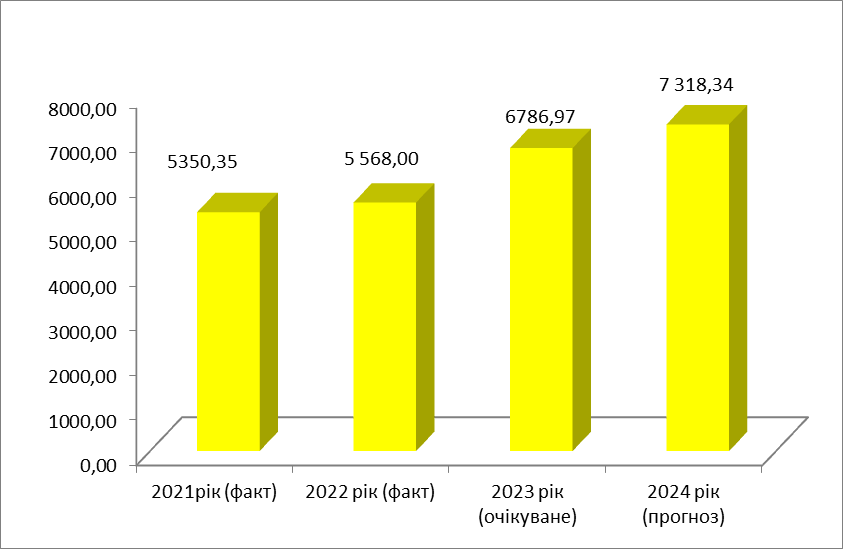 7 318,34
6786,97
5 568,00
5350,35
8000,00
7000,00
6000,00
5000,00
4000,00
3000,00
2000,00
1000,00
0,00
2021рік (факт)
2022 рік (факт)
2023 рік
(очікуване)
2024 рік
(прогноз)